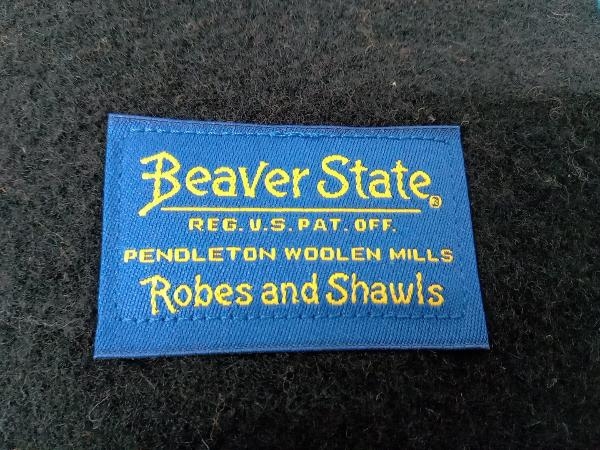 Beaver State®
REG. U.S. PAT. OFF.
PENDLETON WOOLEN MILLS
Robes and Shawls